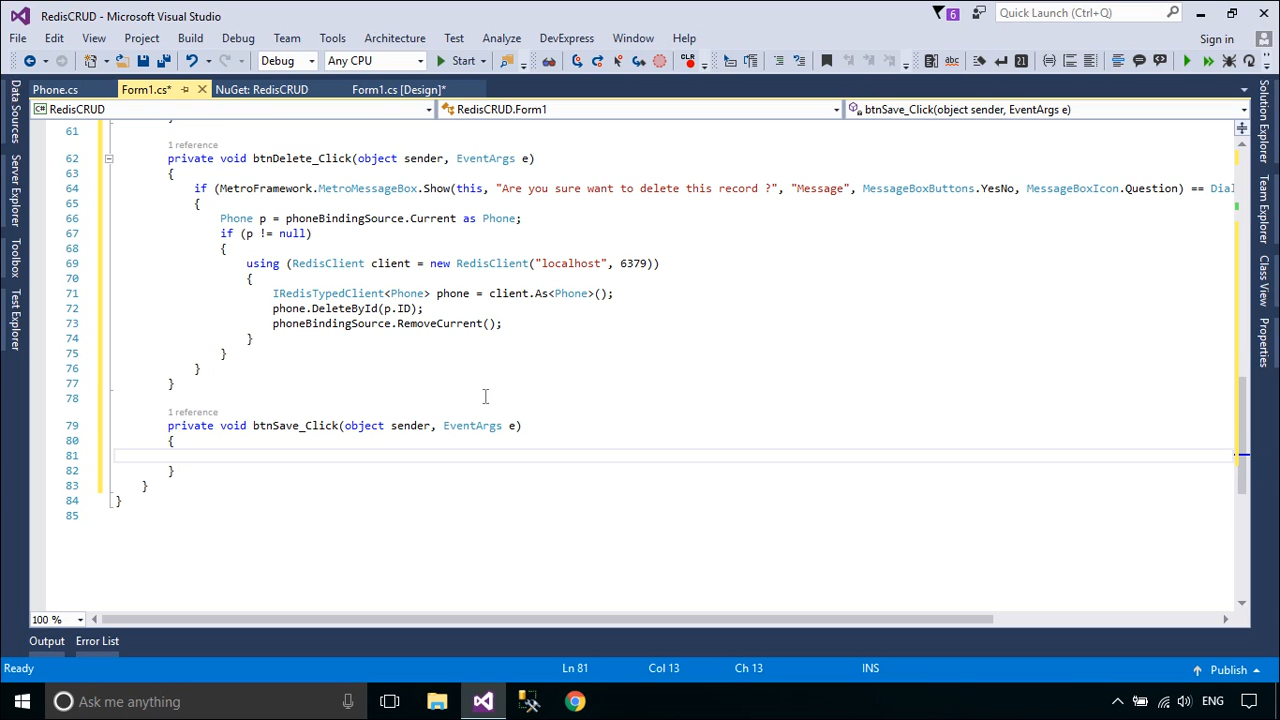 RedisCRUD - Microsoft Visual Studio
6
Quick Launch (Ctrl+Q)
File Edit View Project Build Debug Team Tools Architecture Test Analyze DevExpress Window Help
Sign in
Debug Any CPU Start
Phone.cs Form1.cs* NuGet: RedisCRUD Form1.cs [Design]*
RedisCRUD RedisCRUD.Form1 btnSave_Click(object sender, EventArgs e)
Data Sources
Server Explorer
Toolbox
Test Explorer
61 }
1 reference
62 private void btnDelete_Click(object sender, EventArgs e)
63 {
64 if (MetroFramework.MetroMessageBox.Show(this, "Are you sure want to delete this record ?", "Message", MessageBoxButtons.YesNo, MessageBoxIcon.Question) == Dial
65 {
66 Phone p = phoneBindingSource.Current as Phone;
67 if (p != null)
68 {
69 using (RedisClient client = new RedisClient("localhost", 6379))
70 {
71 IRedisTypedClient<Phone> phone = client.As<Phone>();
72 phone.DeleteById(p.ID);
73 phoneBindingSource.RemoveCurrent();
74 }
75 }
76 }
77 }
78
1 reference
79 private void btnSave_Click(object sender, EventArgs e)
80 {
81
82 }
83 }
84 }
85
Solution Explorer
Team Explorer
Class View
Properties
100 %
Output Error List
Ready Ln 81 Col 13 Ch 13 INS Publish
Ask me anything
ENG